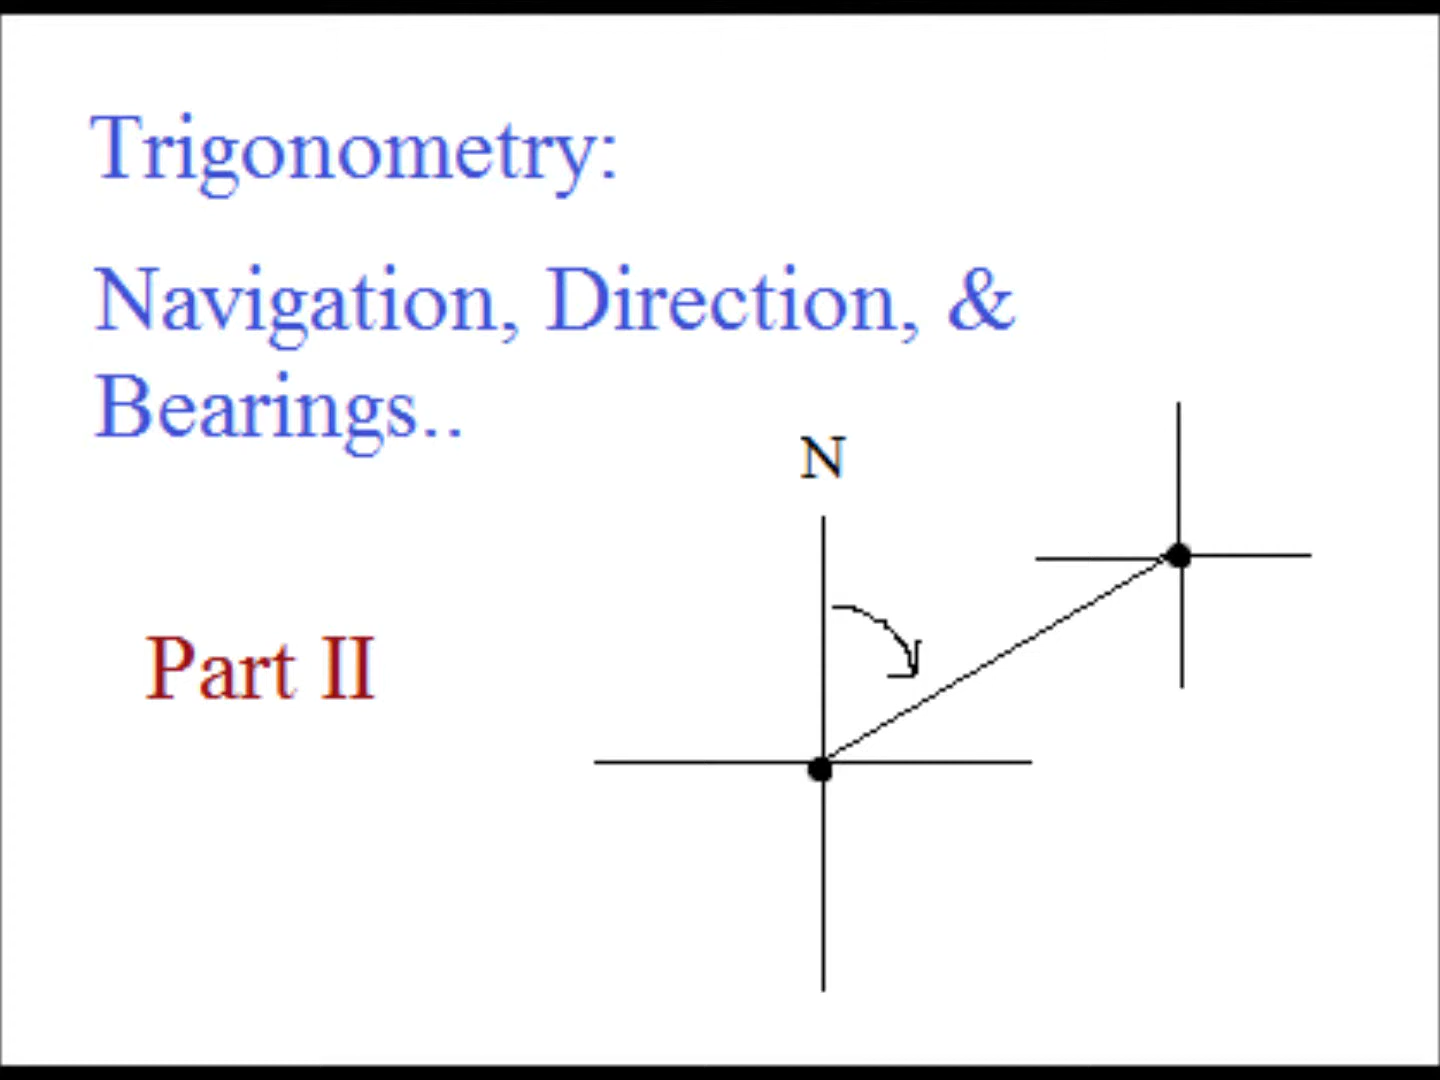 Trigonometry:
Navigation, Direction, &
Bearings..
N
Part II